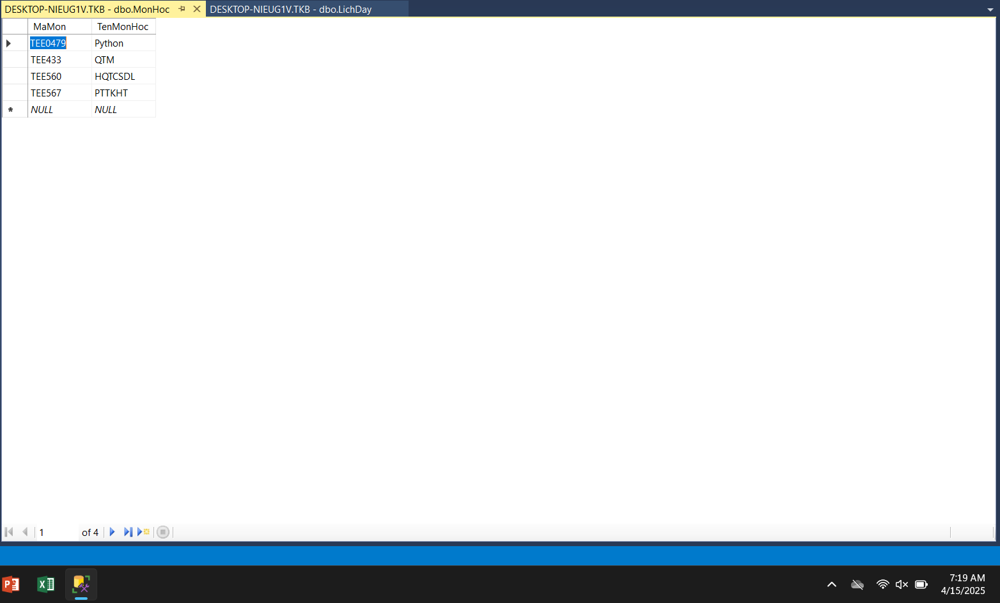 DESKTOP-NIEUG1V.TKB - dbo.MonHoc
DESKTOP-NIEUG1V.TKB - dbo.LichDay
MaMon TenMonHoc
TEE0479 Python
TEE433 QTM
TEE560 HQTCSDL
TEE567 PTTKHT
NULL NULL
1 of 4
7:19 AM
4/15/2025